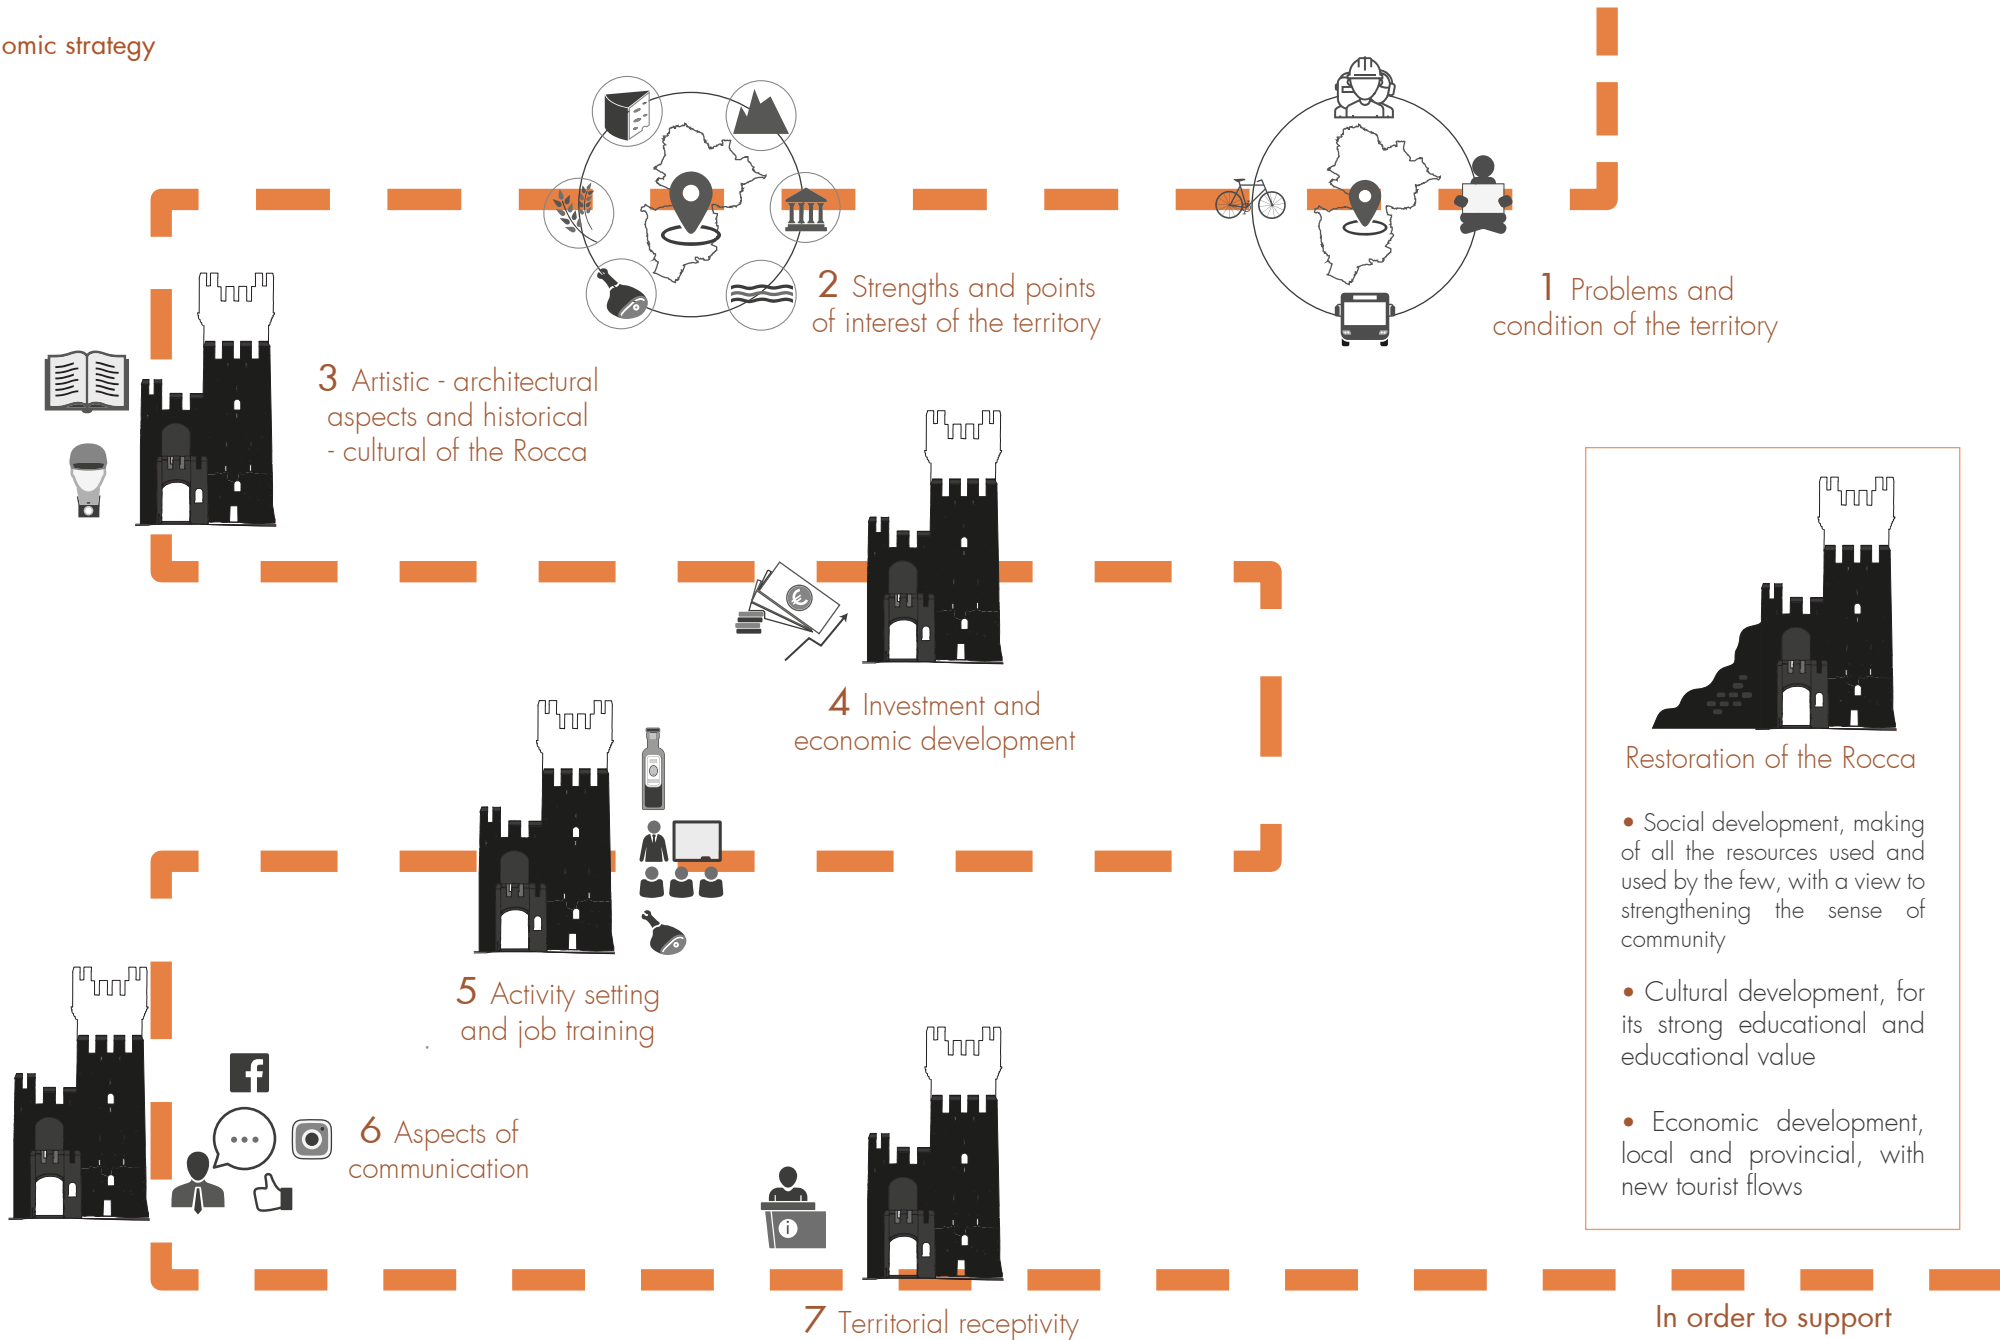 omic strategy
1 Problems and
condition of the territory
2 Strengths and points
of interest of the territory
3 Artistic - architectural
aspects and historical
- cultural of the Rocca
4 Investment and
economic development
5 Activity setting
and job training
6 Aspects of
communication
7 Territorial receptivity
Restoration of the Rocca
• Social development, making
of all the resources used and
used by the few, with a view to
strengthening the sense of
community
• Cultural development, for
its strong educational and
educational value
• Economic development,
local and provincial, with
new tourist flows
In order to support